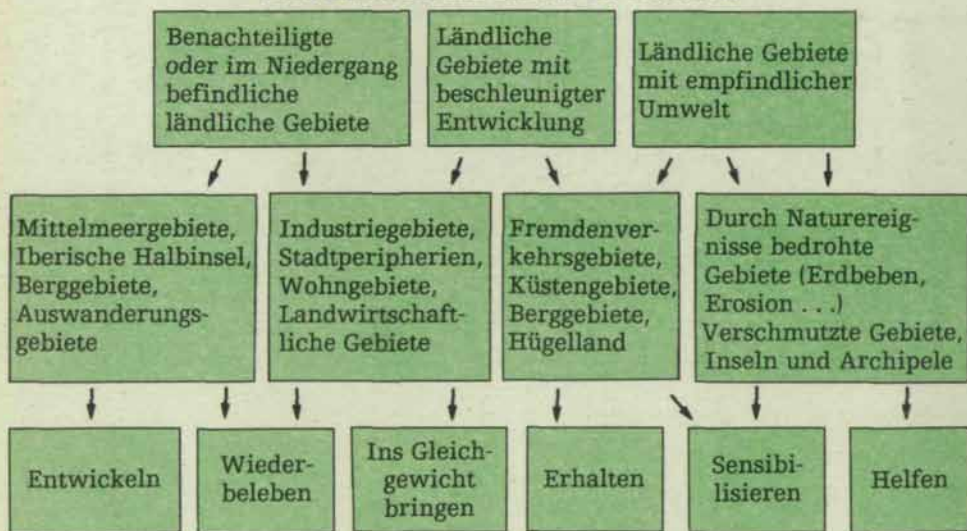 Benachteiligte
oder im Niedergang
befindliche
ländliche Gebiete
Ländliche
Gebiete mit
beschleunigter
Entwicklung
Ländliche Gebiete
mit empfindlicher
Umwelt
Mittelmeergebiete,
Iberische Halbinsel,
Berggebiete,
Auswanderungs-
gebiete
Industriegebiete,
Stadtperipherien,
Wohngebiete,
Landwirtschaft-
liche Gebiete
Fremdenver-
kehrsgebiete,
Küstengebiete,
Berggebiete,
Hügelland
Durch Naturereig-
nisse bedrohte
Gebiete (Erdbeben,
Erosion . . .)
Verschmutzte Gebiete,
Inseln und Archipele
Entwickeln
Wieder-
beleben
Ins Gleich-
gewicht
bringen
Erhalten
Sensibi-
lisieren
Helfen